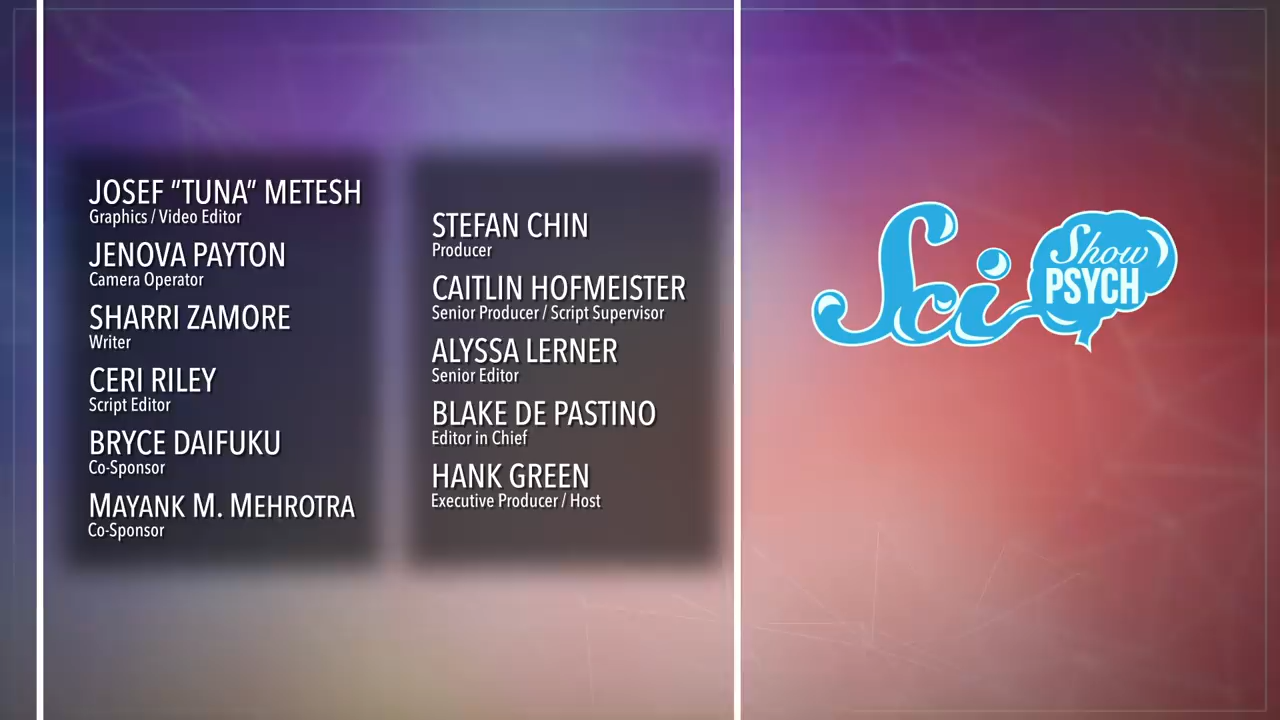 JOSEF “TUNA” METESH
Graphics / Video Editor
JENOVA PAYTON
Camera Operator
SHARRI ZAMORE
Writer
CERI RILEY
Script Editor
BRYCE DAIFUKU
Co-Sponsor
MAYANK M. MEHROTRA
Co-Sponsor
STEFAN CHIN
Producer
CAITLIN HOFMEISTER
Senior Producer / Script Supervisor
ALYSSA LERNER
Senior Editor
BLAKE DE PASTINO
Editor in Chief
HANK GREEN
Executive Producer / Host
Sci
Show
PSYCH